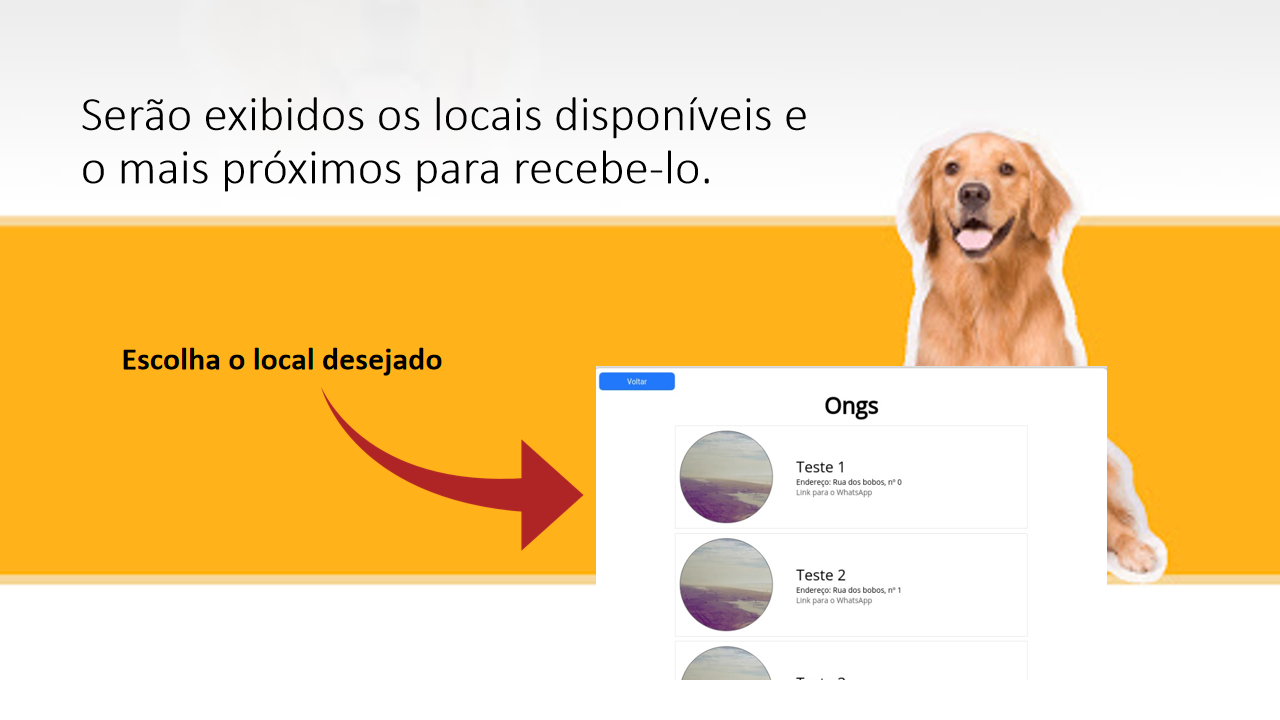 Serão exibidos os locais disponíveis e
o mais próximos para recebe-lo.
Escolha o local desejado
Voltar
Ongs
Teste 1
Endereço: Rua dos bobos, nº 0
Link para o WhatsApp
Teste 2
Endereço: Rua dos bobos, nº 1
Link para o WhatsApp